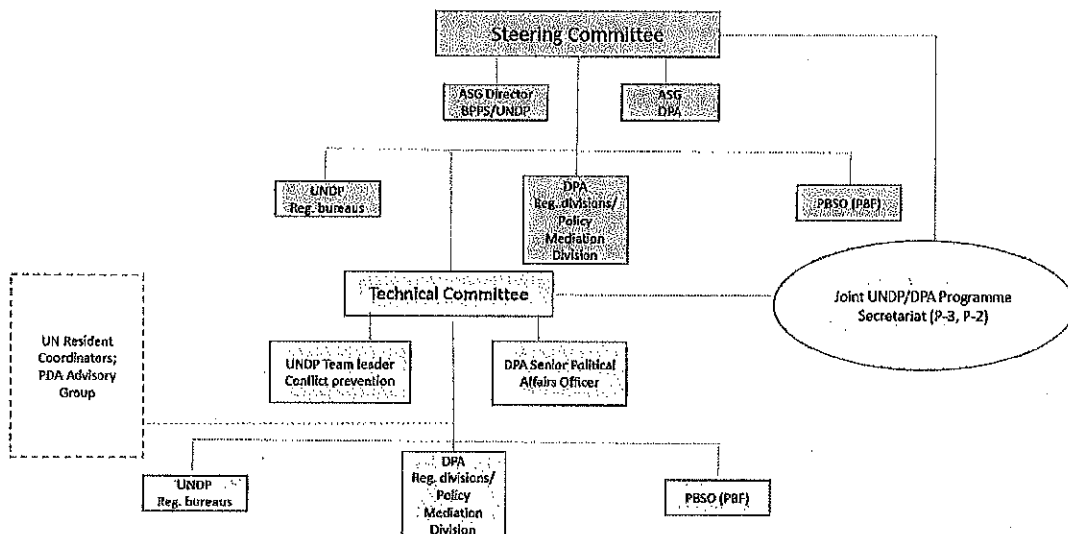 Steering Committee
ASG Director
BPPS/UNDP
ASG
DPA
UNDP
Reg. bureaus
DPA
Reg. divisions/
Policy
Mediation
Division
PBSO (PBF)
Technical Committee
Joint UNDP/DPA Programme
Secretariat (P-3, P-2)
UN Resident
Coordinators;
PDA Advisory
Group
UNDP Team leader
Conflict prevention
DPA Senior Political
Affairs Officer
UNDP
Reg. bureaus
DPA
Reg. divisions/
Policy
Mediation
Division
PBSO (PBF)